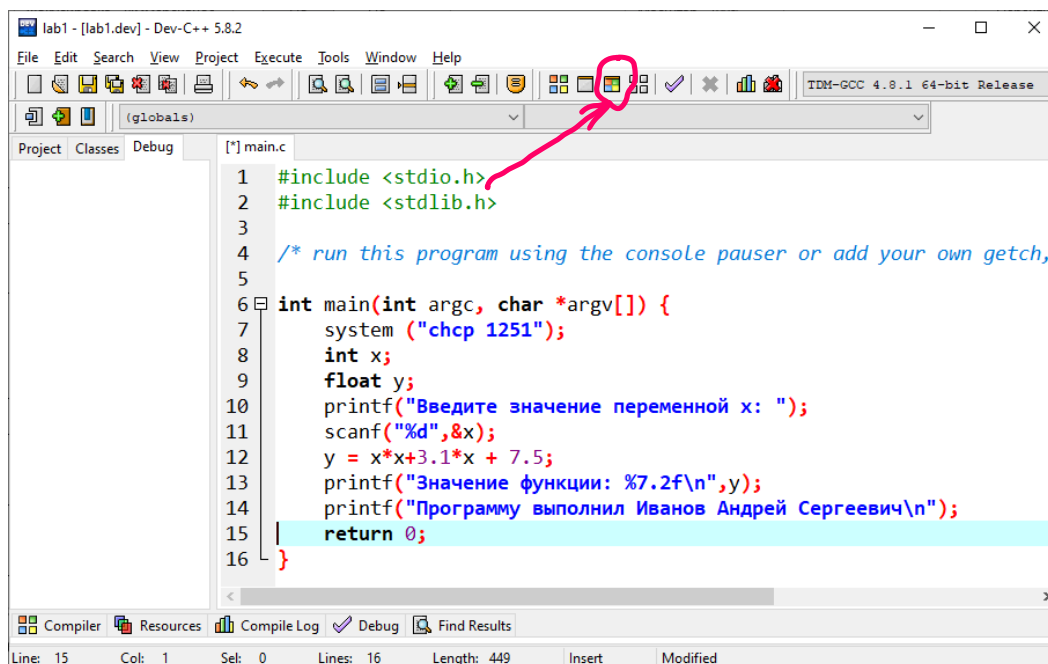 lab1 - [lab1.dev] - Dev-C++ 5.8.2
File Edit Search View Project Execute Tools Window Help
TDM-GCC 4.8.1 64-bit Release
(globals)
Project Classes Debug
[*] main.c
1 #include <stdio.h>
2 #include <stdlib.h>
3
4 /* run this program using the console pauser or add your own getch,
5
6 int main(int argc, char *argv[]) {
7 system ("chcp 1251");
8 int x;
9 float y;
10 printf("Введите значение переменной x: ");
11 scanf("%d",&x);
12 y = x*x+3.1*x + 7.5;
13 printf("Значение функции: %7.2f\n",y);
14 printf("Программу выполнил Иванов Андрей Сергеевич\n");
15 return 0;
16 }
Compiler Resources Compile Log Debug Find Results
Line: 15 Col: 1 Sel: 0 Lines: 16 Length: 449 Insert Modified